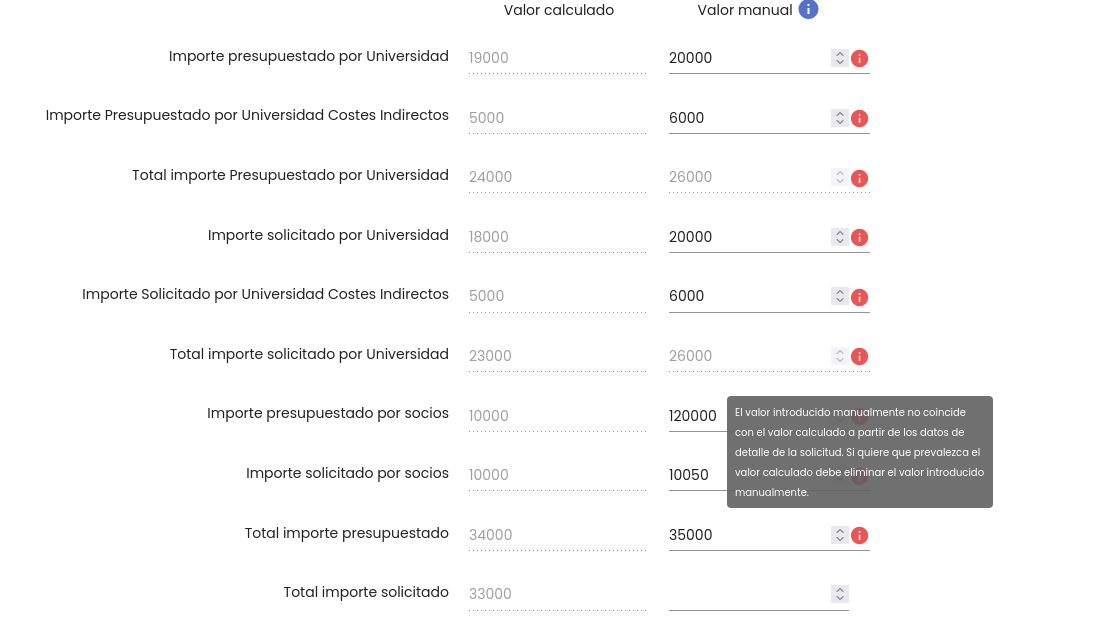 Valor calculado Valor manual
Importe presupuestado por Universidad 19000 20000
Importe Presupuestado por Universidad Costes Indirectos 5000 6000
Total importe Presupuestado por Universidad 24000 26000
Importe solicitado por Universidad 18000 20000
Importe Solicitado por Universidad Costes Indirectos 5000 6000
Total importe solicitado por Universidad 23000 26000
Importe presupuestado por socios 10000 120000
El valor introducido manualmente no coincide
con el valor calculado a partir de los datos de
detalle de la solicitud. Si quiere que prevalezca el
valor calculado debe eliminar el valor introducido
manualmente.
Importe solicitado por socios 10000 10050
Total importe presupuestado 34000 35000
Total importe solicitado 33000